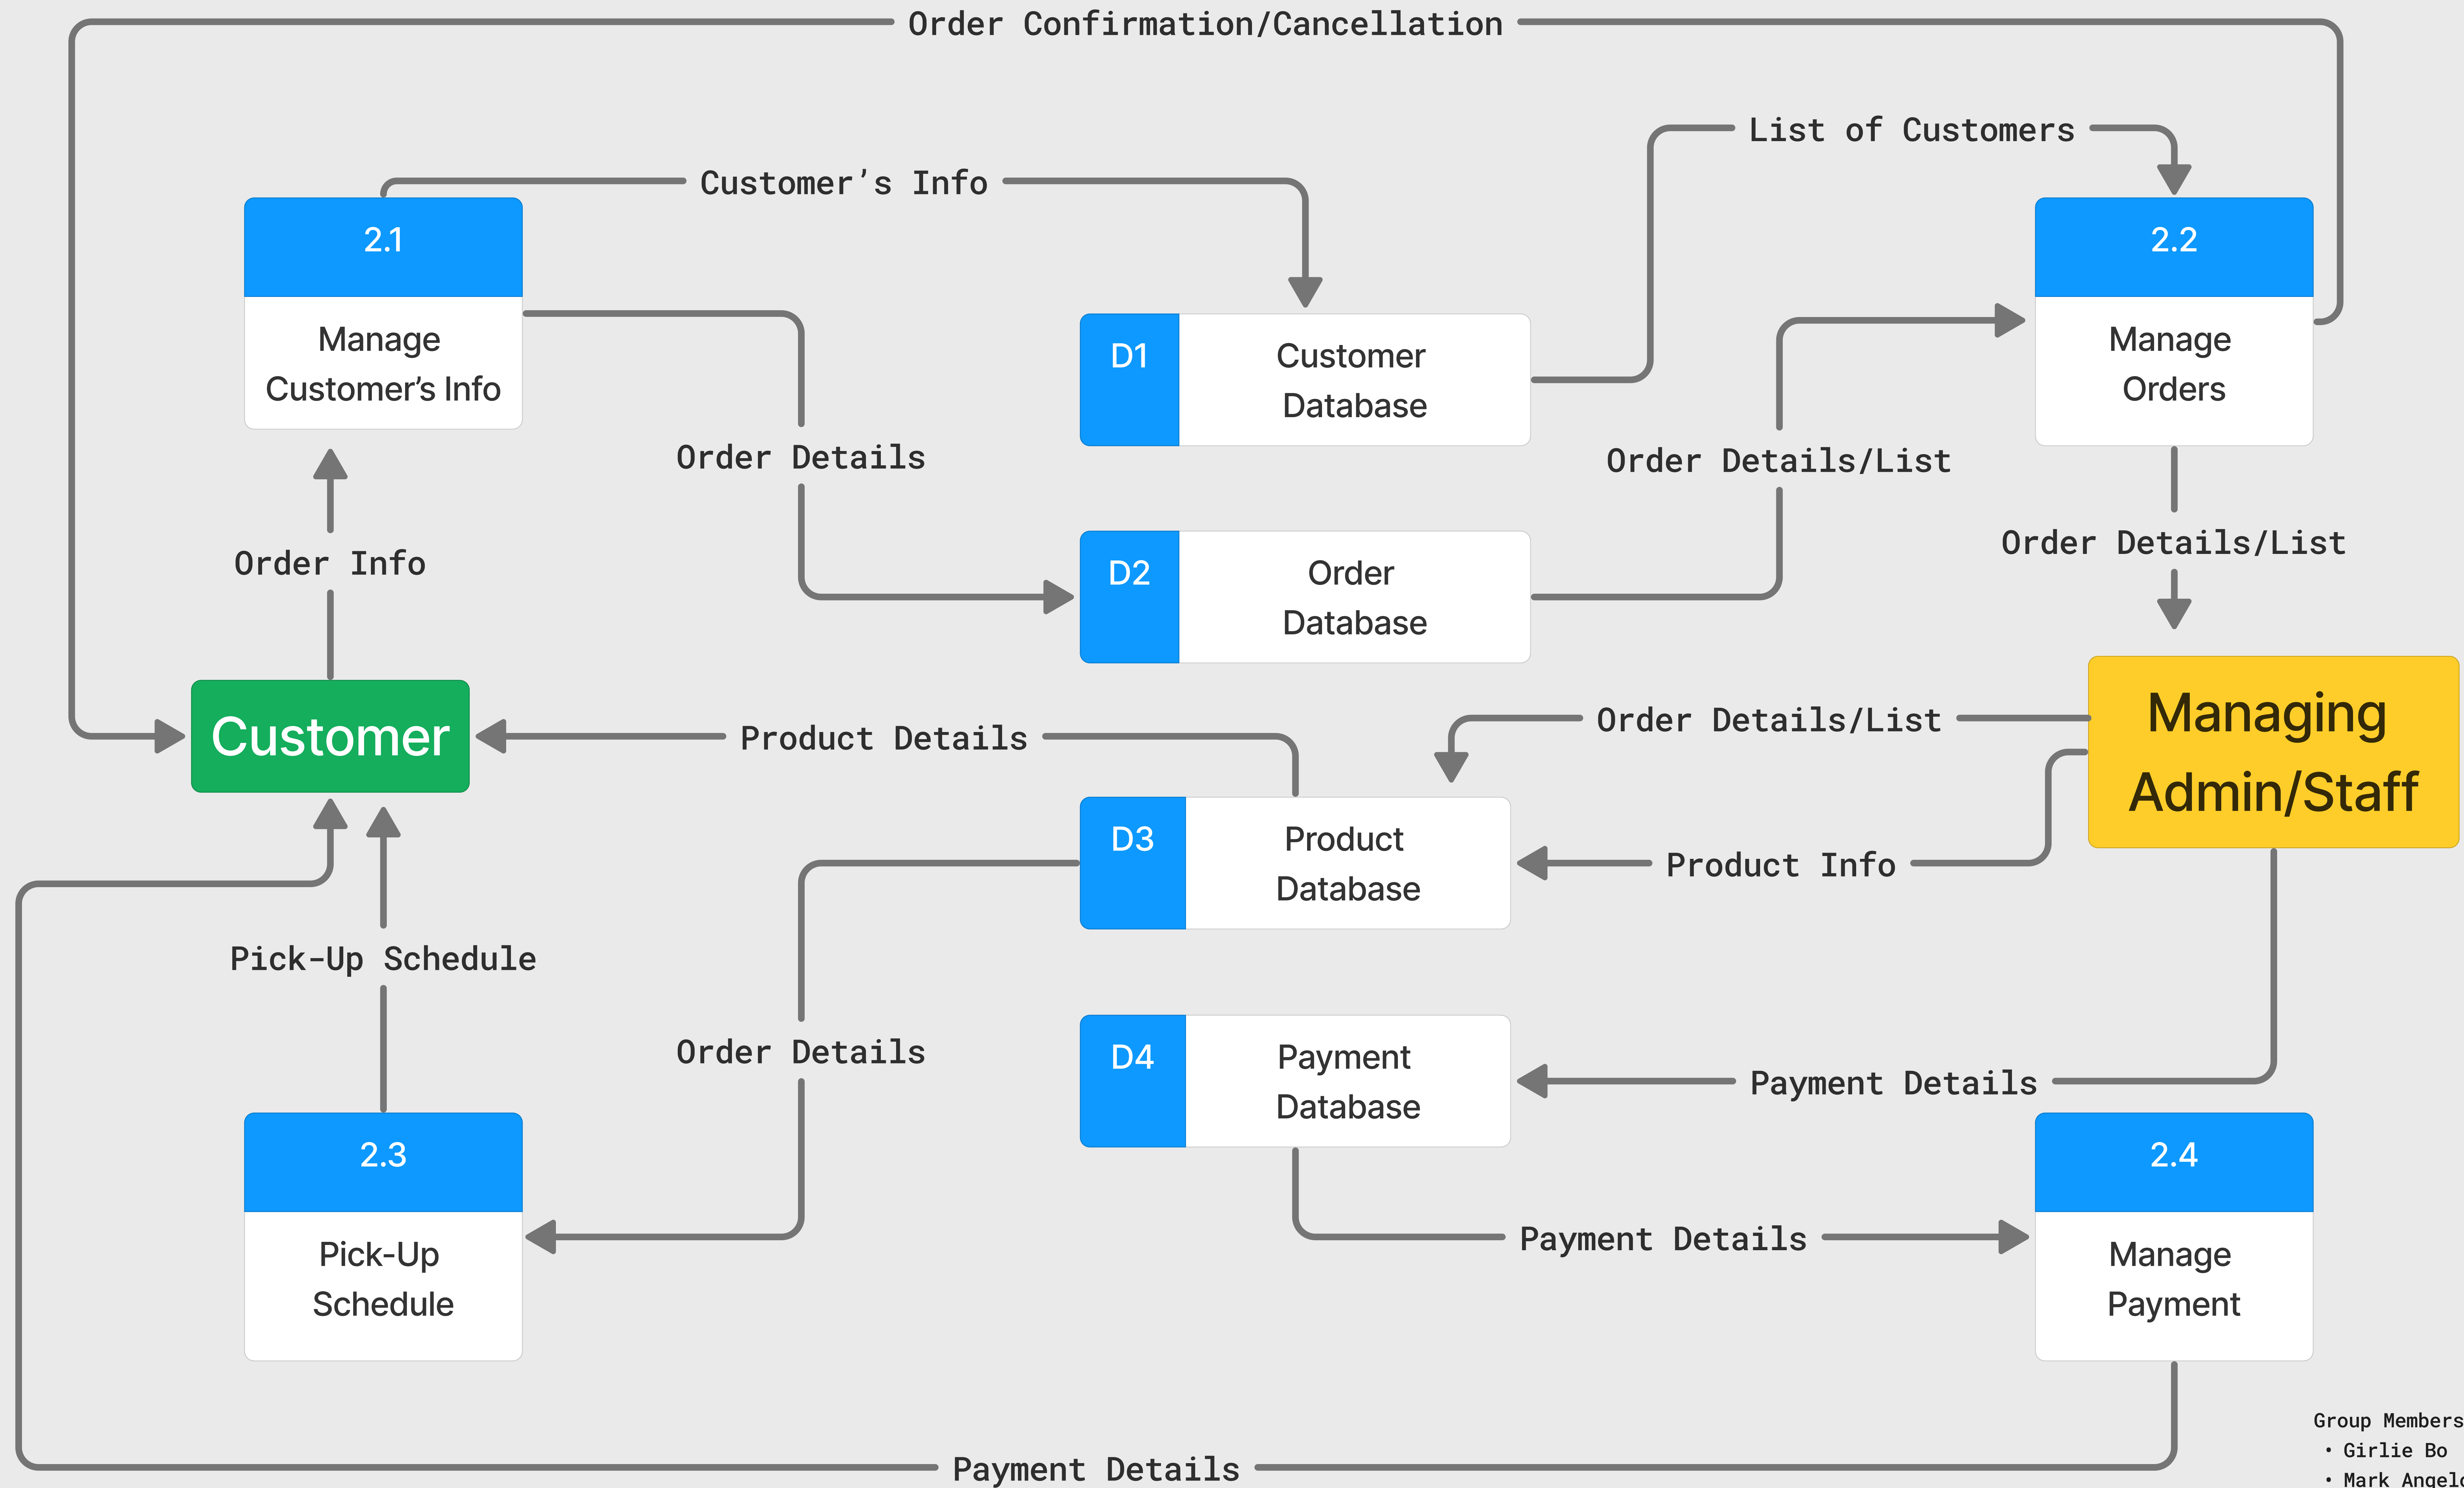 Order Confirmation/Cancellation
List of Customers
Customer’s Info
2.1
Manage
Customer’s Info
2.2
Manage
Orders
D1
Customer
Database
Order Details
Order Details/List
Order Info
D2
Order
Database
Order Details/List
Customer
Product Details
Order Details/List
Managing
Admin/Staff
D3
Product
Database
Product Info
Pick-Up Schedule
Order Details
D4
Payment
Database
Payment Details
2.3
Pick-Up
Schedule
Payment Details
2.4
Manage
Payment
Payment Details
Group Members
• Girlie Bo
• Mark Angelo